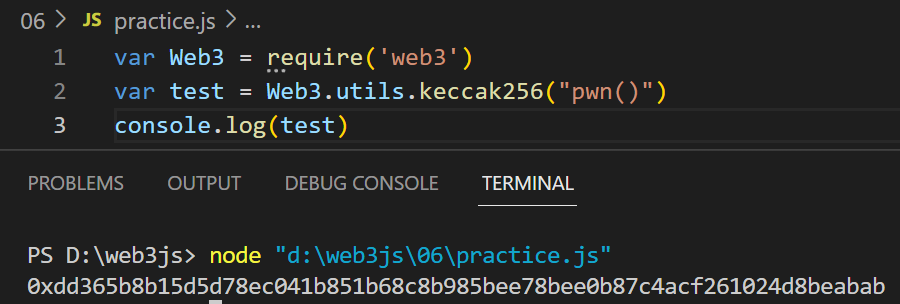 06 > JS practice.js > ...
1 var Web3 = require('web3')
2 var test = Web3.utils.keccak256("pwn()")
3 console.log(test)
PROBLEMS OUTPUT DEBUG CONSOLE TERMINAL
PS D:\web3js> node "d:\web3js\06\practice.js"
0xdd365b8b15d5d78ec041b851b68c8b985bee78bee0b87c4acf261024d8beabab